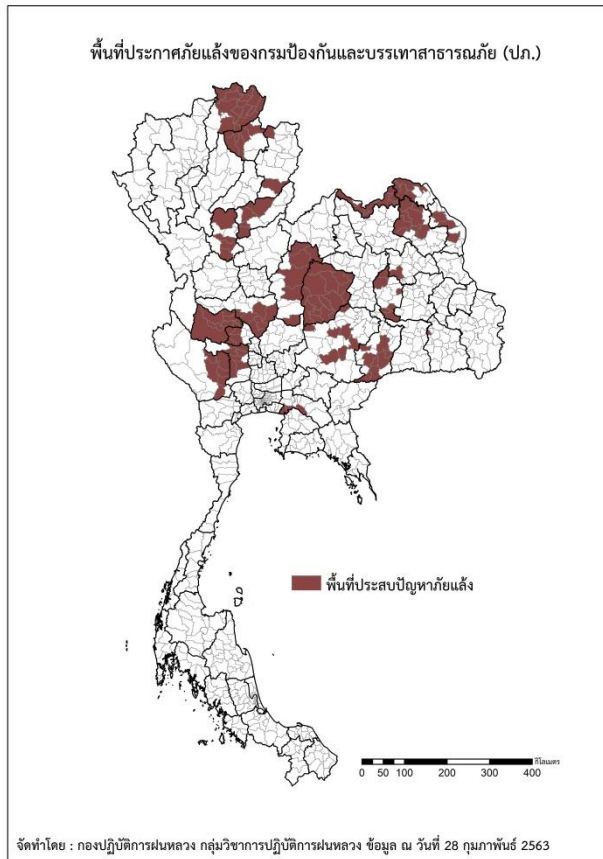 พื้นที่ประกาศภัยแล้งของกรมป้องกันและบรรเทาสาธารณภัย (ปภ.)
พื้นที่ประสบปัญหาภัยแล้ง
กิโลเมตร
0 50 100 200 300 400
จัดทำโดย : กองปฏิบัติการฝนหลวง กลุ่มวิชาการปฏิบัติการฝนหลวง ข้อมูล ณ วันที่ 28 กุมภาพันธ์ 2563